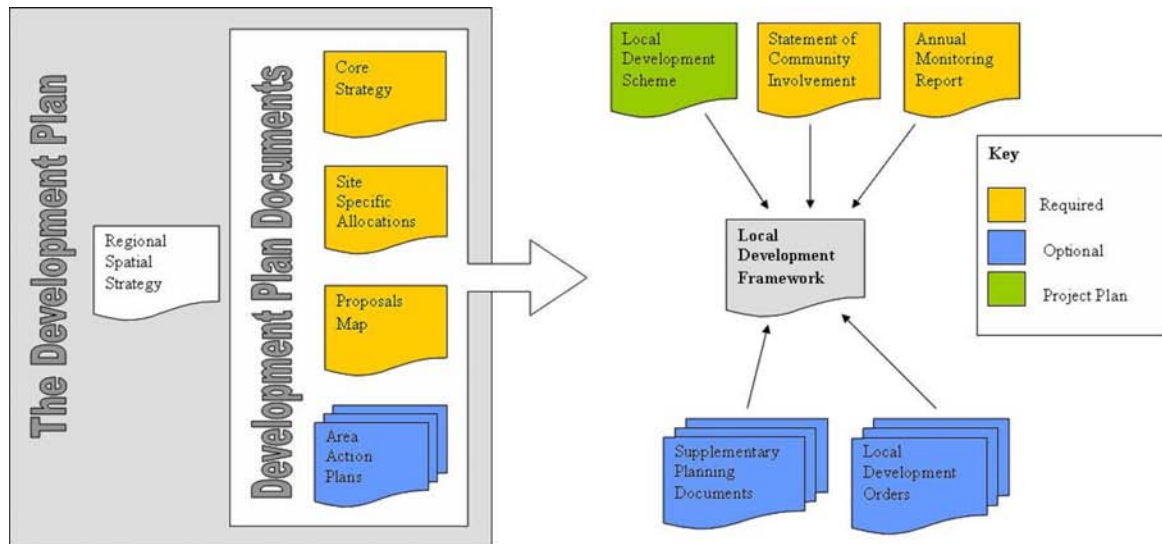 The Development Plan
Regional
Spatial
Strategy
Development Plan Documents
Core
Strategy
Site
Specific
Allocations
Proposals
Map
Area
Action
Plans
Local
Development
Scheme
Statement of
Community
Involvement
Annual
Monitoring
Report
Local
Development
Framework
Supplementary
Planning
Documents
Local
Development
Orders
Key
Required
Optional
Project Plan